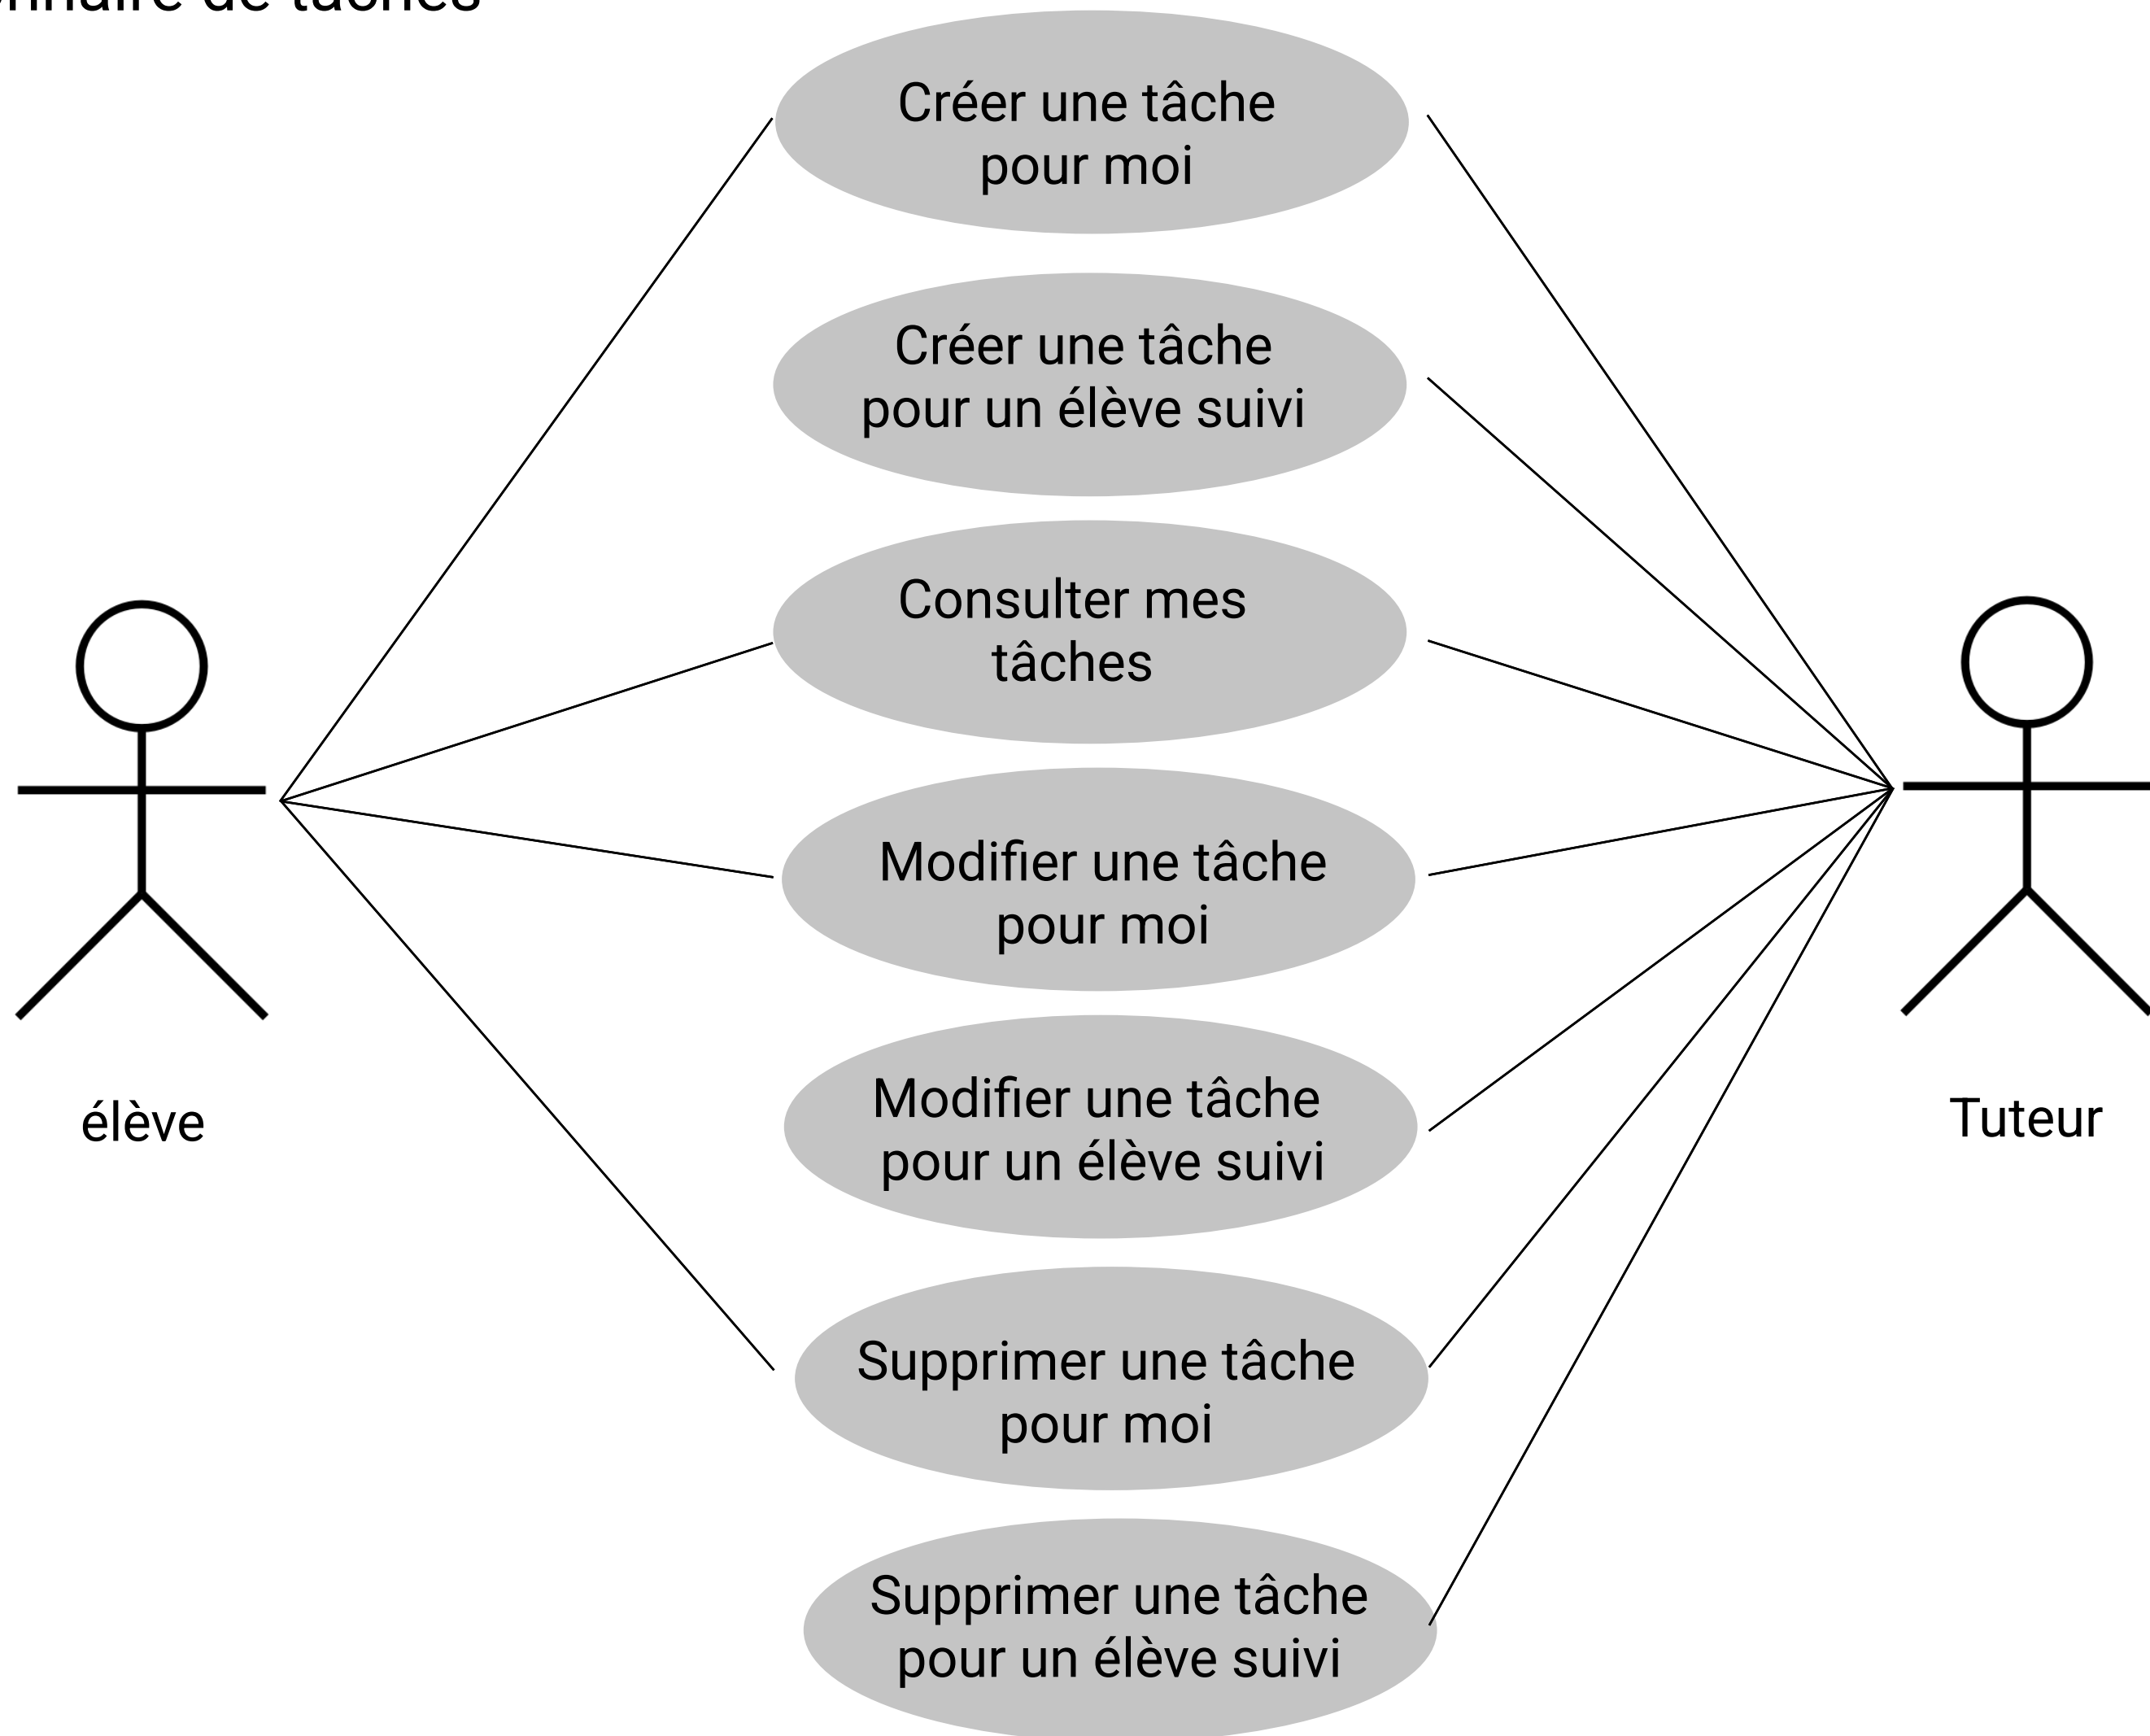 de tâches
Créer une tâche
pour moi
Créer une tâche
pour un élève suivi
Consulter mes
tâches
Modifier une tâche
pour moi
élève
Modifier une tâche
pour un élève suivi
Tuteur
Supprimer une tâche
pour moi
Supprimer une tâche
pour un élève suivi